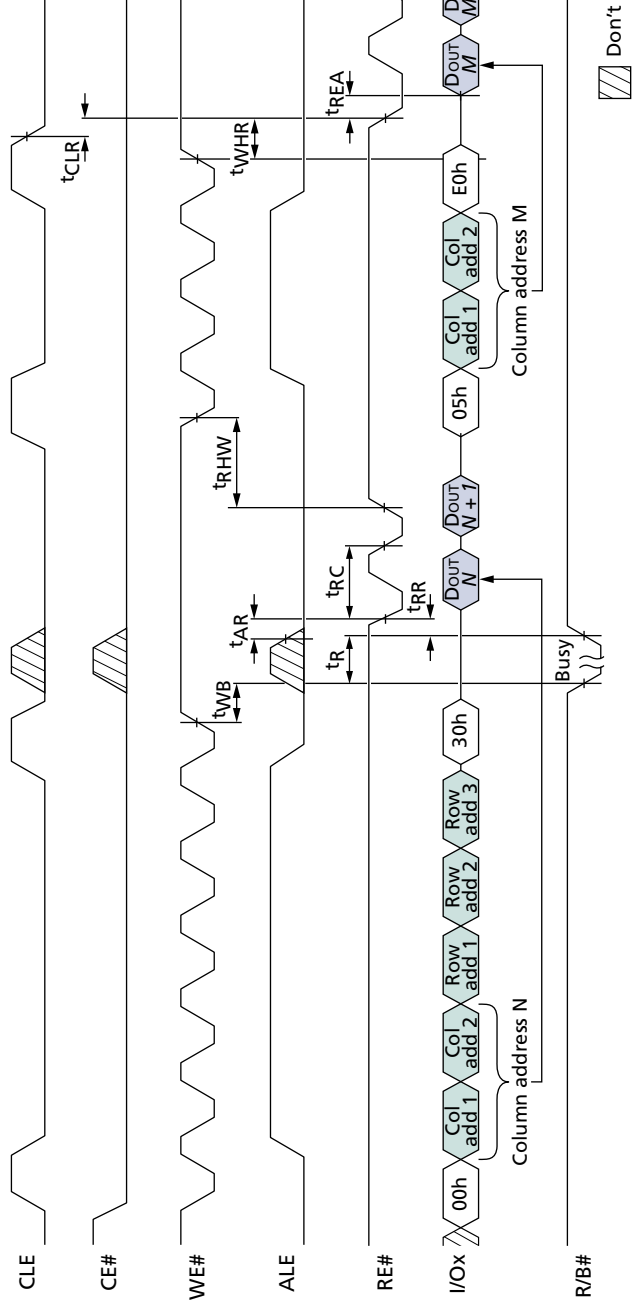 CLE
tCLR
CE#
WE#
tWB
tWHR
tRHW
ALE
tAR
RE#
tRC
tR
tRR
tREA
I/Ox
00h
Col add 1
Col add 2
Row add 1
Row add 2
Row add 3
30h
DOUT N
DOUT N + 1
05h
Col add 1
Col add 2
E0h
DOUT M
Column address N
Column address M
R/B#
Busy
Don't